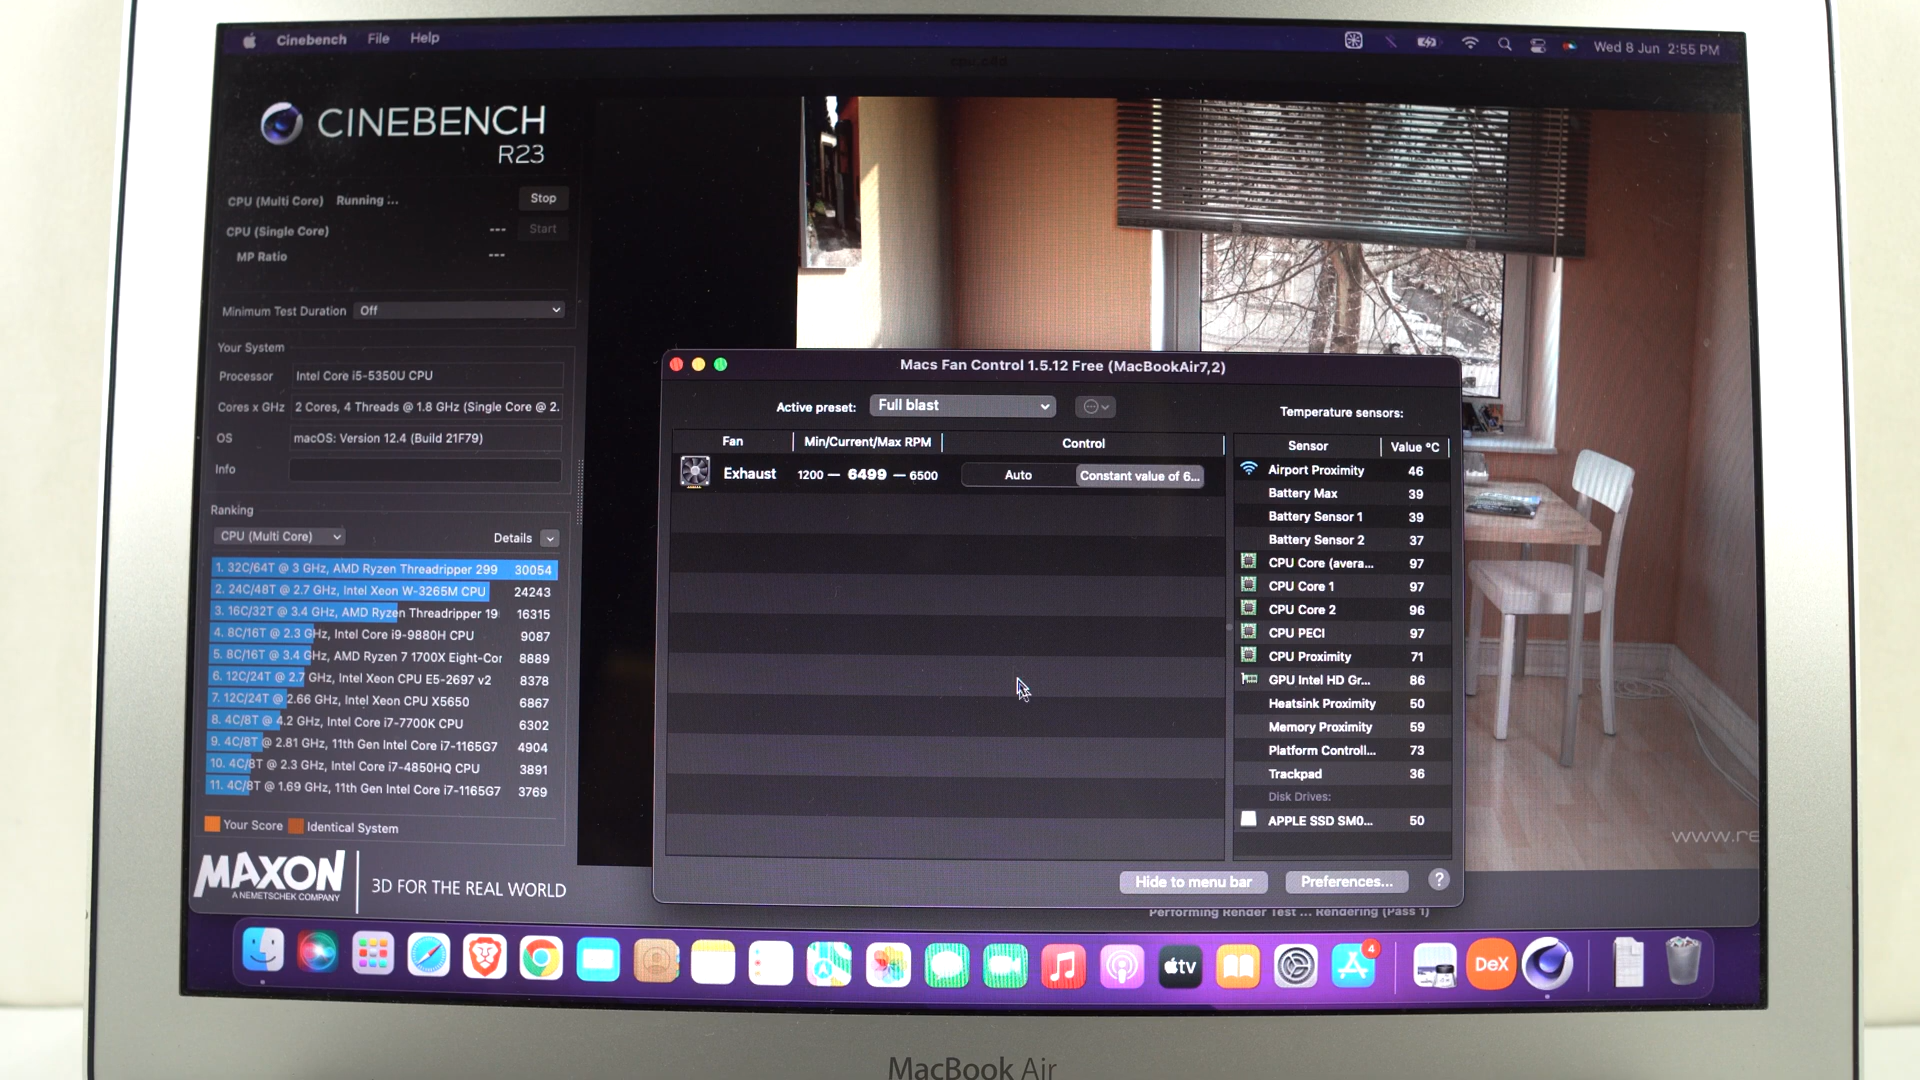 Cinebench File Help
Wed 8 Jun 2:55 PM
CINEBENCH
R23
CPU (Multi Core) Running ... Stop
CPU (Single Core) --- Start
MP Ratio ---
Minimum Test Duration Off
Your System
Processor Intel Core i5-5350U CPU
Cores x GHz 2 Cores, 4 Threads @ 1.8 GHz (Single Core @ 2.
OS macOS: Version 12.4 (Build 21F79)
Info
Ranking
CPU (Multi Core) Details
1. 32C/64T @ 3 GHz, AMD Ryzen Threadripper 299 30054
2. 24C/48T @ 2.7 GHz, Intel Xeon W-3265M CPU 24243
3. 16C/32T @ 3.4 GHz, AMD Ryzen Threadripper 19 16315
4. 8C/16T @ 2.3 GHz, Intel Core i9-9880H CPU 9087
5. 8C/16T @ 3.4 GHz, AMD Ryzen 7 1700X Eight-Cor 8889
6. 12C/24T @ 2.7 GHz, Intel Xeon CPU E5-2697 v2 8378
7. 12C/24T @ 2.66 GHz, Intel Xeon CPU X5650 6867
8. 4C/8T @ 4.2 GHz, Intel Core i7-7700K CPU 6302
9. 4C/8T @ 2.81 GHz, 11th Gen Intel Core i7-1165G7 4904
10. 4C/8T @ 2.3 GHz, Intel Core i7-4850HQ CPU 3891
11. 4C/8T @ 1.69 GHz, 11th Gen Intel Core i7-1165G7 3769
Your Score Identical System
MAXON
A NEMETSCHEK COMPANY
3D FOR THE REAL WORLD
Macs Fan Control 1.5.12 Free (MacBookAir7,2)
Active preset: Full blast
Temperature sensors:
Fan Min/Current/Max RPM Control
Exhaust 1200 — 6499 — 6500 Auto Constant value of 6...
Sensor Value °C
Airport Proximity 46
Battery Max 39
Battery Sensor 1 39
Battery Sensor 2 37
CPU Core (avera... 97
CPU Core 1 97
CPU Core 2 96
CPU PECI 97
CPU Proximity 71
GPU Intel HD Gr... 86
Heatsink Proximity 50
Memory Proximity 59
Platform Controll... 73
Trackpad 36
Disk Drives:
APPLE SSD SM0... 50
Hide to menu bar Preferences... ?
www.re
Performing Render Test ... Rendering (Pass 1)
tv
4
DeX
MacBook Air